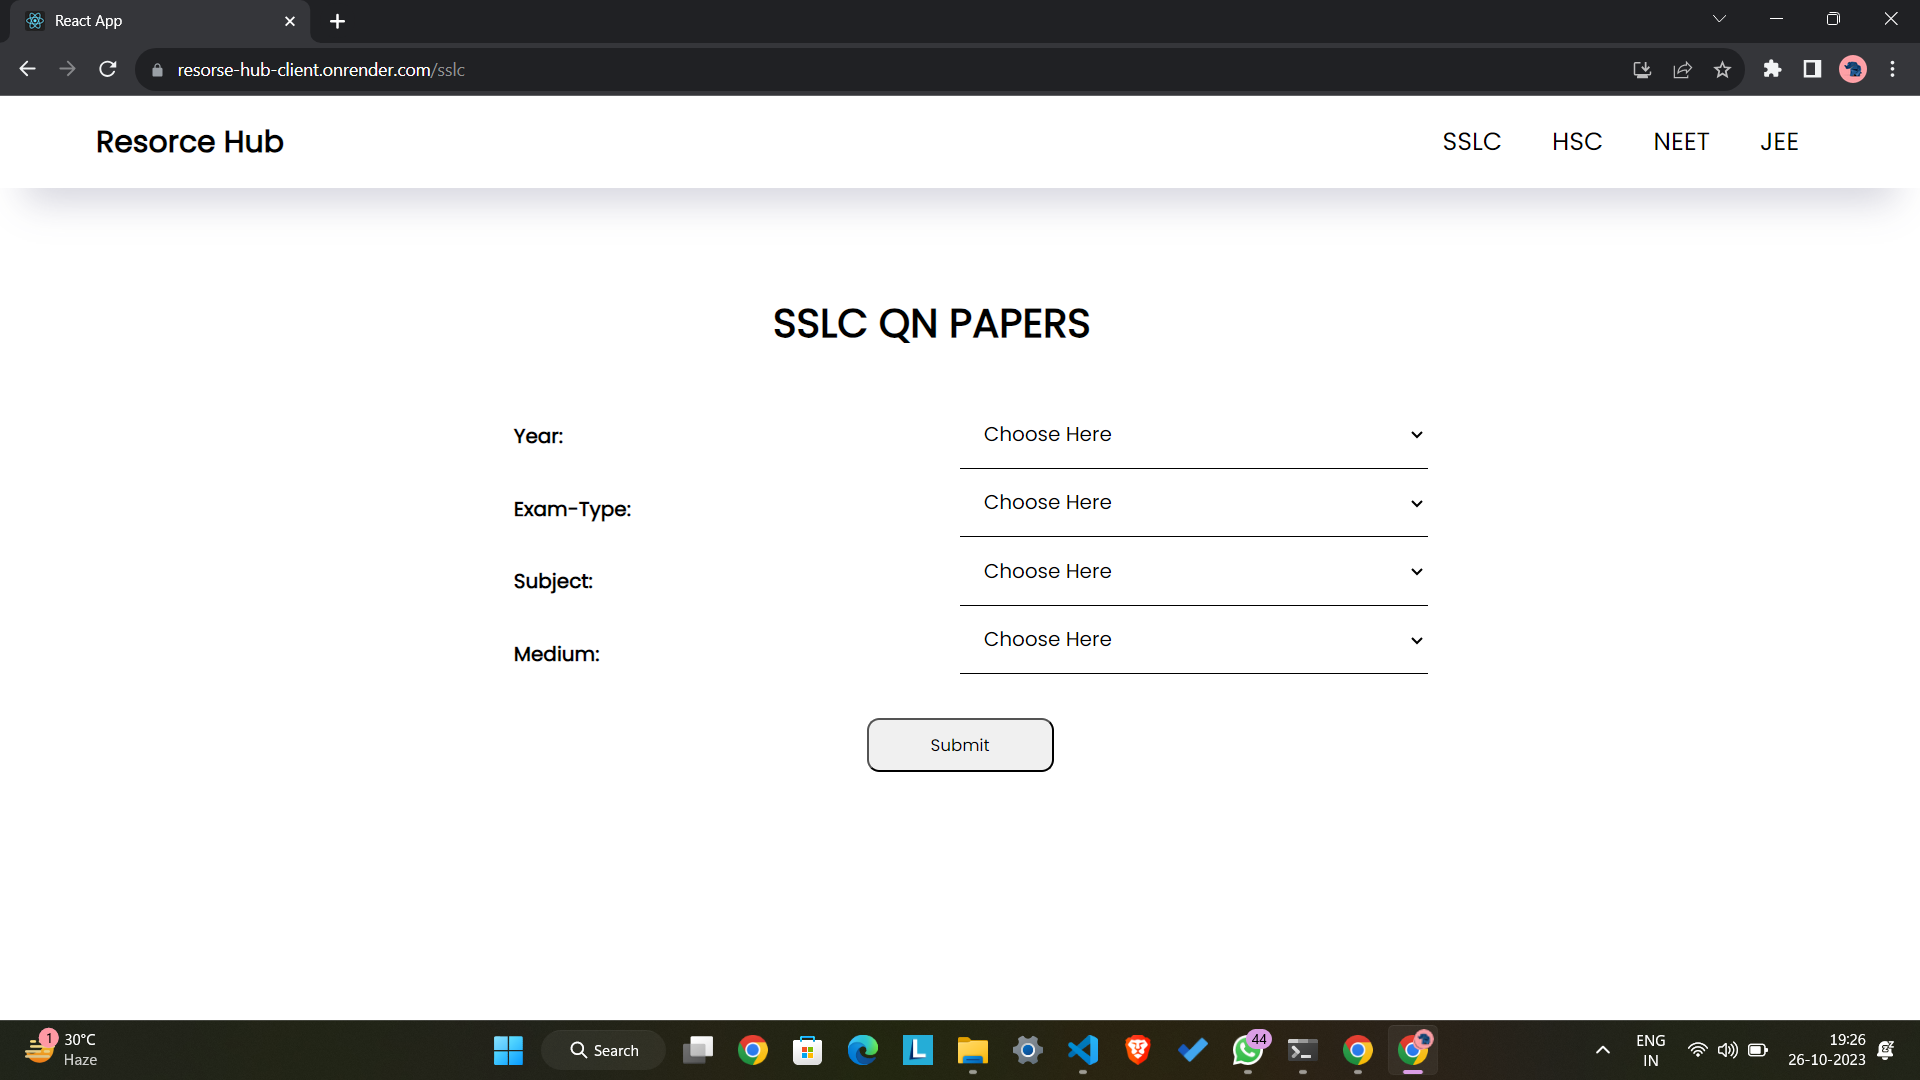 React App
resorse-hub-client.onrender.com/sslc
Resorce Hub
SSLC HSC NEET JEE
SSLC QN PAPERS
Year: Choose Here
Exam-Type: Choose Here
Subject: Choose Here
Medium: Choose Here
Submit
1
30°C
Haze
Search
L
44
ENG
IN
19:26
26-10-2023